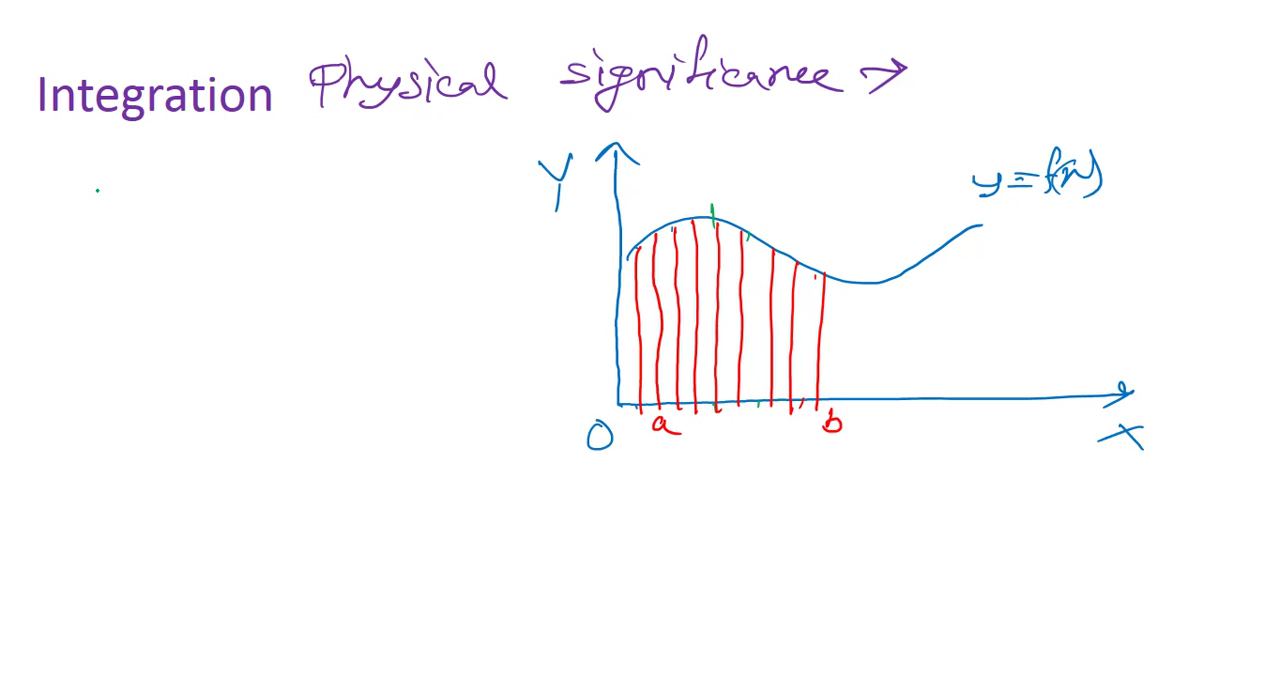 Integration Physical significance →
Y
y = f(x)
a
b
O
X